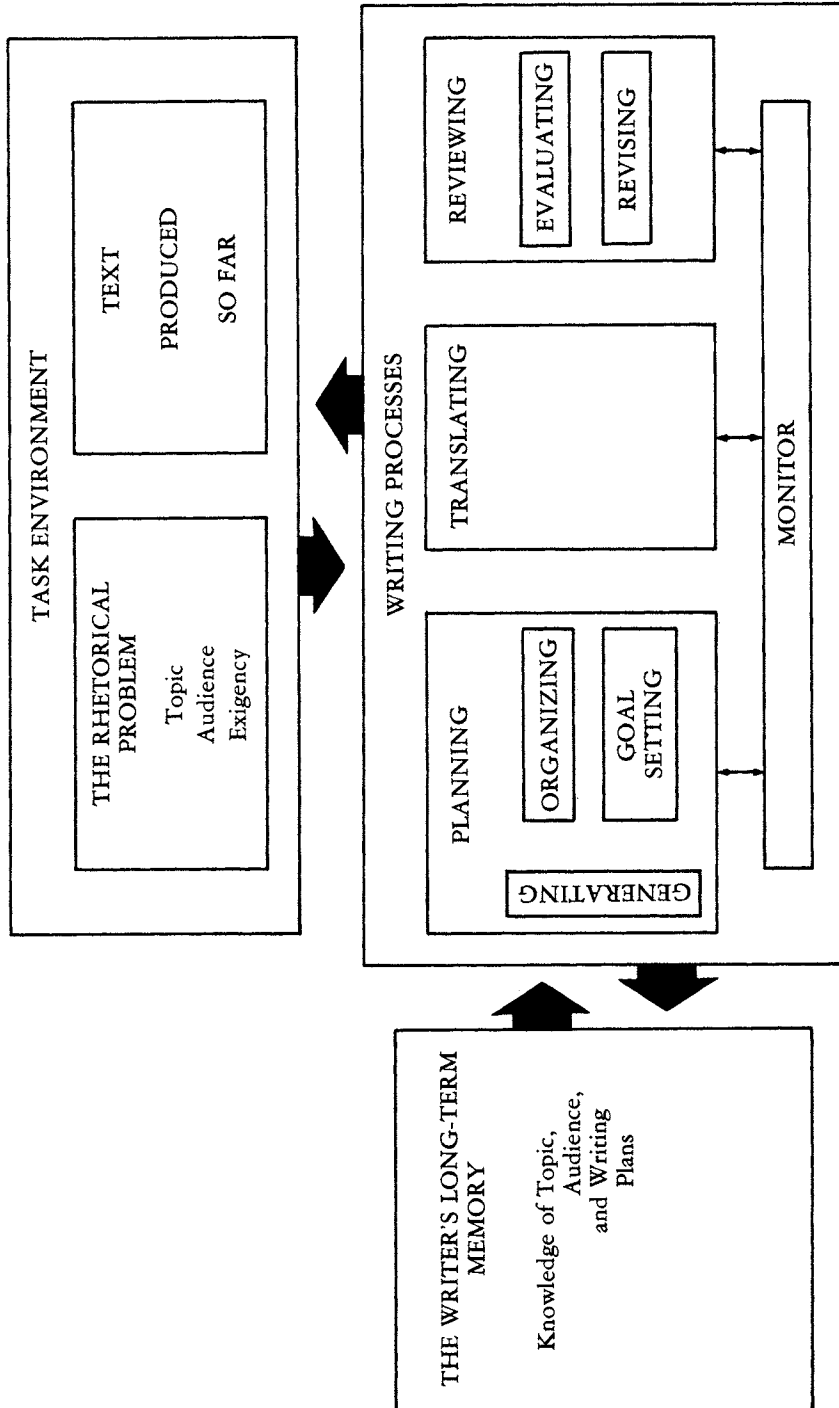 TASK ENVIRONMENT
THE RHETORICAL
PROBLEM
Topic
Audience
Exigency
TEXT
PRODUCED
SO FAR
THE WRITER'S LONG-TERM
MEMORY
Knowledge of Topic,
Audience,
and Writing
Plans
WRITING PROCESSES
PLANNING
GENERATING
ORGANIZING
GOAL
SETTING
TRANSLATING
REVIEWING
EVALUATING
REVISING
MONITOR